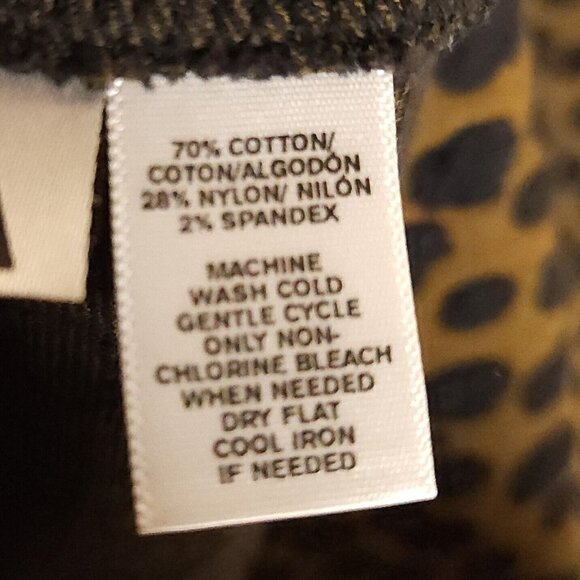 70% COTTON/
COTON/ALGODÓN
28% NYLON/ NILÓN
2% SPANDEX
MACHINE
WASH COLD
GENTLE CYCLE
ONLY NON-
CHLORINE BLEACH
WHEN NEEDED
DRY FLAT
COOL IRON
IF NEEDED